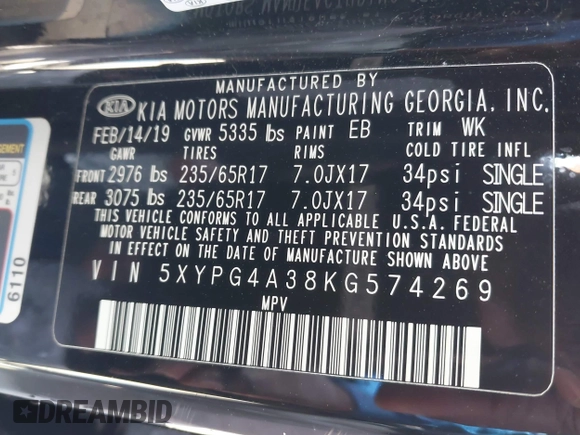 MANUFACTURED BY
KIA KIA MOTORS MANUFACTURING GEORGIA, INC.
FEB/14/19 GVWR 5335 lbs PAINT EB TRIM WK
GAWR TIRES RIMS COLD TIRE INFL
FRONT 2976 lbs 235/65R17 7.0JX17 34psi SINGLE
REAR 3075 lbs 235/65R17 7.0JX17 34psi SINGLE
THIS VEHICLE CONFORMS TO ALL APPLICABLE U.S.A. FEDERAL
MOTOR VEHICLE SAFETY AND THEFT PREVENTION STANDARDS
IN EFFECT ON THE DATE OF MANUFACTURE SHOWN ABOVE
VIN 5XYPG4A38KG574269
MPV
6110
DREAMBID